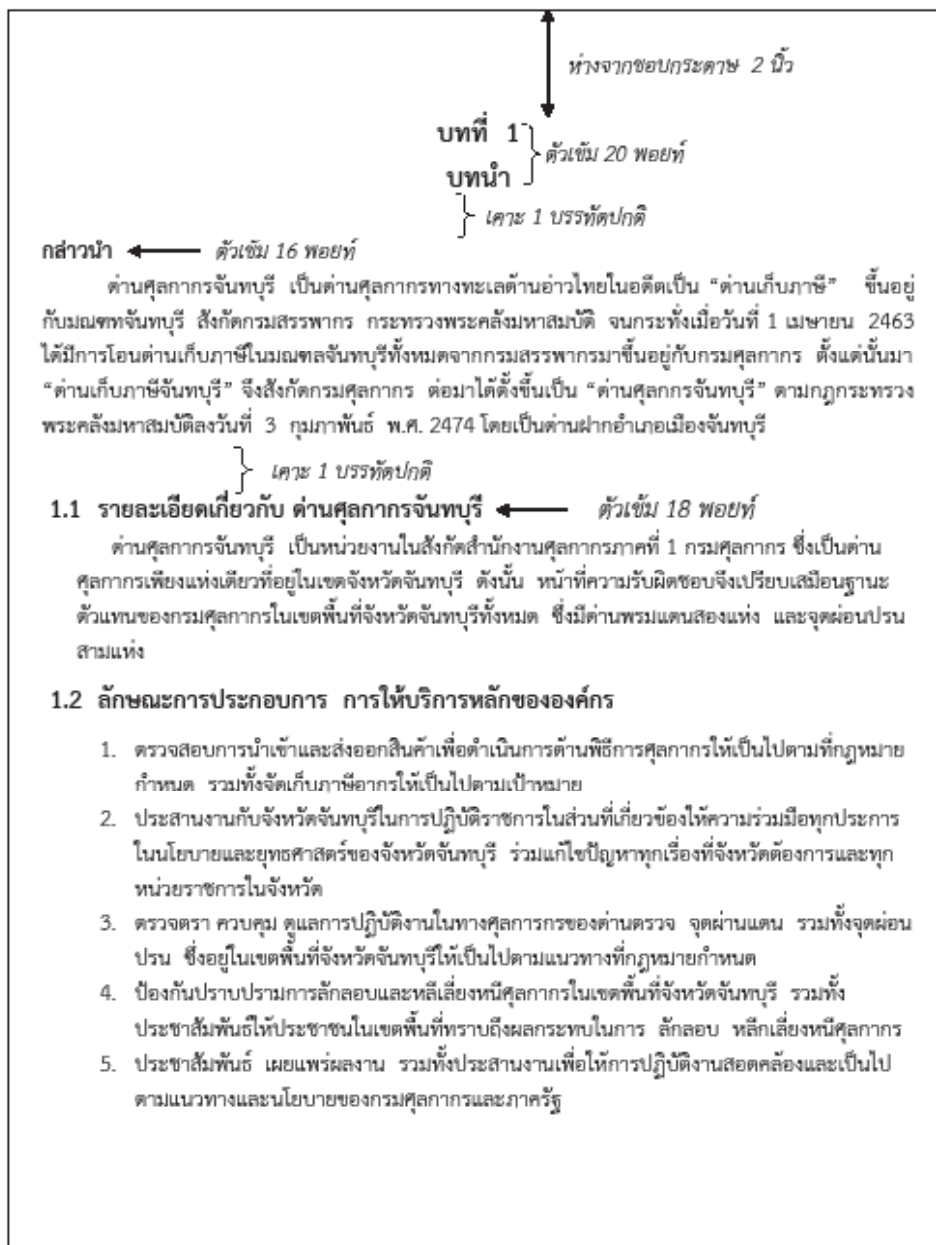 ห่างจากขอบกระดาษ 2 นิ้ว
บทที่ 1
ตัวเข้ม 20 พอยท์
บทนำ
เคาะ 1 บรรทัดปกติ
กล่าวนำ ตัวเข้ม 16 พอยท์
ด่านศุลกากรจันทบุรี เป็นด่านศุลกากรทางทะเลด้านอ่าวไทยในอดีตเป็น “ด่านเก็บภาษี” ขึ้นอยู่
กับมณฑทจันทบุรี สังกัดกรมสรรพากร กระทรวงพระคลังมหาสมบัติ จนกระทั่งเมื่อวันที่ 1 เมษายน 2463
ได้มีการโอนด่านเก็บภาษีในมณฑลจันทบุรีทั้งหมดจากกรมสรรพากรมาขึ้นอยู่กับกรมศุลกากร ตั้งแต่นั้นมา
“ด่านเก็บภาษีจันทบุรี” จึงสังกัดกรมศุลกากร ต่อมาได้ตั้งขึ้นเป็น “ด่านศุลกกรจันทบุรี” ตามกฎกระทรวง
พระคลังมหาสมบัติลงวันที่ 3 กุมภาพันธ์ พ.ศ. 2474 โดยเป็นด่านฝากอำเภอเมืองจันทบุรี
เคาะ 1 บรรทัดปกติ
1.1 รายละเอียดเกี่ยวกับ ด่านศุลกากรจันทบุรี ตัวเข้ม 18 พอยท์
ด่านศุลกากรจันทบุรี เป็นหน่วยงานในสังกัดสำนักงานศุลกากรภาคที่ 1 กรมศุลกากร ซึ่งเป็นด่าน
ศุลกากรเพียงแห่งเดียวที่อยู่ในเขตจังหวัดจันทบุรี ดังนั้น หน้าที่ความรับผิดชอบจึงเปรียบเสมือนฐานะ
ตัวแทนของกรมศุลกากรในเขตพื้นที่จังหวัดจันทบุรีทั้งหมด ซึ่งมีด่านพรมแดนสองแห่ง และจุดผ่อนปรน
สามแห่ง
1.2 ลักษณะการประกอบการ การให้บริการหลักขององค์กร
1. ตรวจสอบการนำเข้าและส่งออกสินค้าเพื่อดำเนินการด้านพิธีการศุลกากรให้เป็นไปตามที่กฎหมาย
กำหนด รวมทั้งจัดเก็บภาษีอากรให้เป็นไปตามเป้าหมาย
2. ประสานงานกับจังหวัดจันทบุรีในการปฏิบัติราชการในส่วนที่เกี่ยวข้องให้ความร่วมมือทุกประการ
ในนโยบายและยุทธศาสตร์ของจังหวัดจันทบุรี ร่วมแก้ไขปัญหาทุกเรื่องที่จังหวัดต้องการและทุก
หน่วยราชการในจังหวัด
3. ตรวจตรา ควบคุม ดูแลการปฏิบัติงานในทางศุลการกรของด่านตรวจ จุดผ่านแดน รวมทั้งจุดผ่อน
ปรน ซึ่งอยู่ในเขตพื้นที่จังหวัดจันทบุรีให้เป็นไปตามแนวทางที่กฎหมายกำหนด
4. ป้องกันปราบปรามการลักลอบและหลีเลี่ยงหนีศุลกากรในเขตพื้นที่จังหวัดจันทบุรี รวมทั้ง
ประชาสัมพันธ์ให้ประชาชนในเขตพื้นที่ทราบถึงผลกระทบในการ ลักลอบ หลีกเลี่ยงหนีศุลกากร
5. ประชาสัมพันธ์ เผยแพร่ผลงาน รวมทั้งประสานงานเพื่อให้การปฏิบัติงานสอดคล้องและเป็นไป
ตามแนวทางและนโยบายของกรมศุลกากรและภาครัฐ